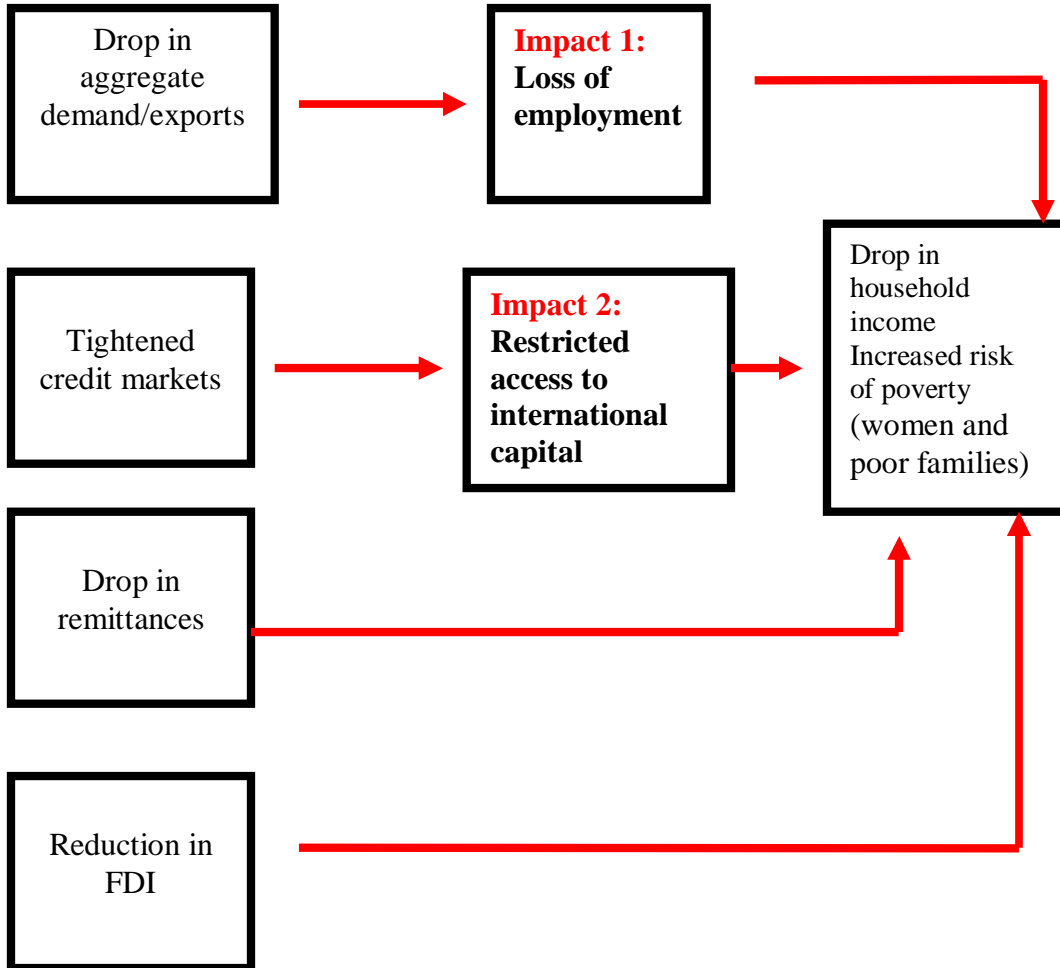 Drop in
aggregate
demand/exports
Impact 1:
Loss of
employment
Tightened
credit markets
Impact 2:
Restricted
access to
international
capital
Drop in
household
income
Increased risk
of poverty
(women and
poor families)
Drop in
remittances
Reduction in
FDI